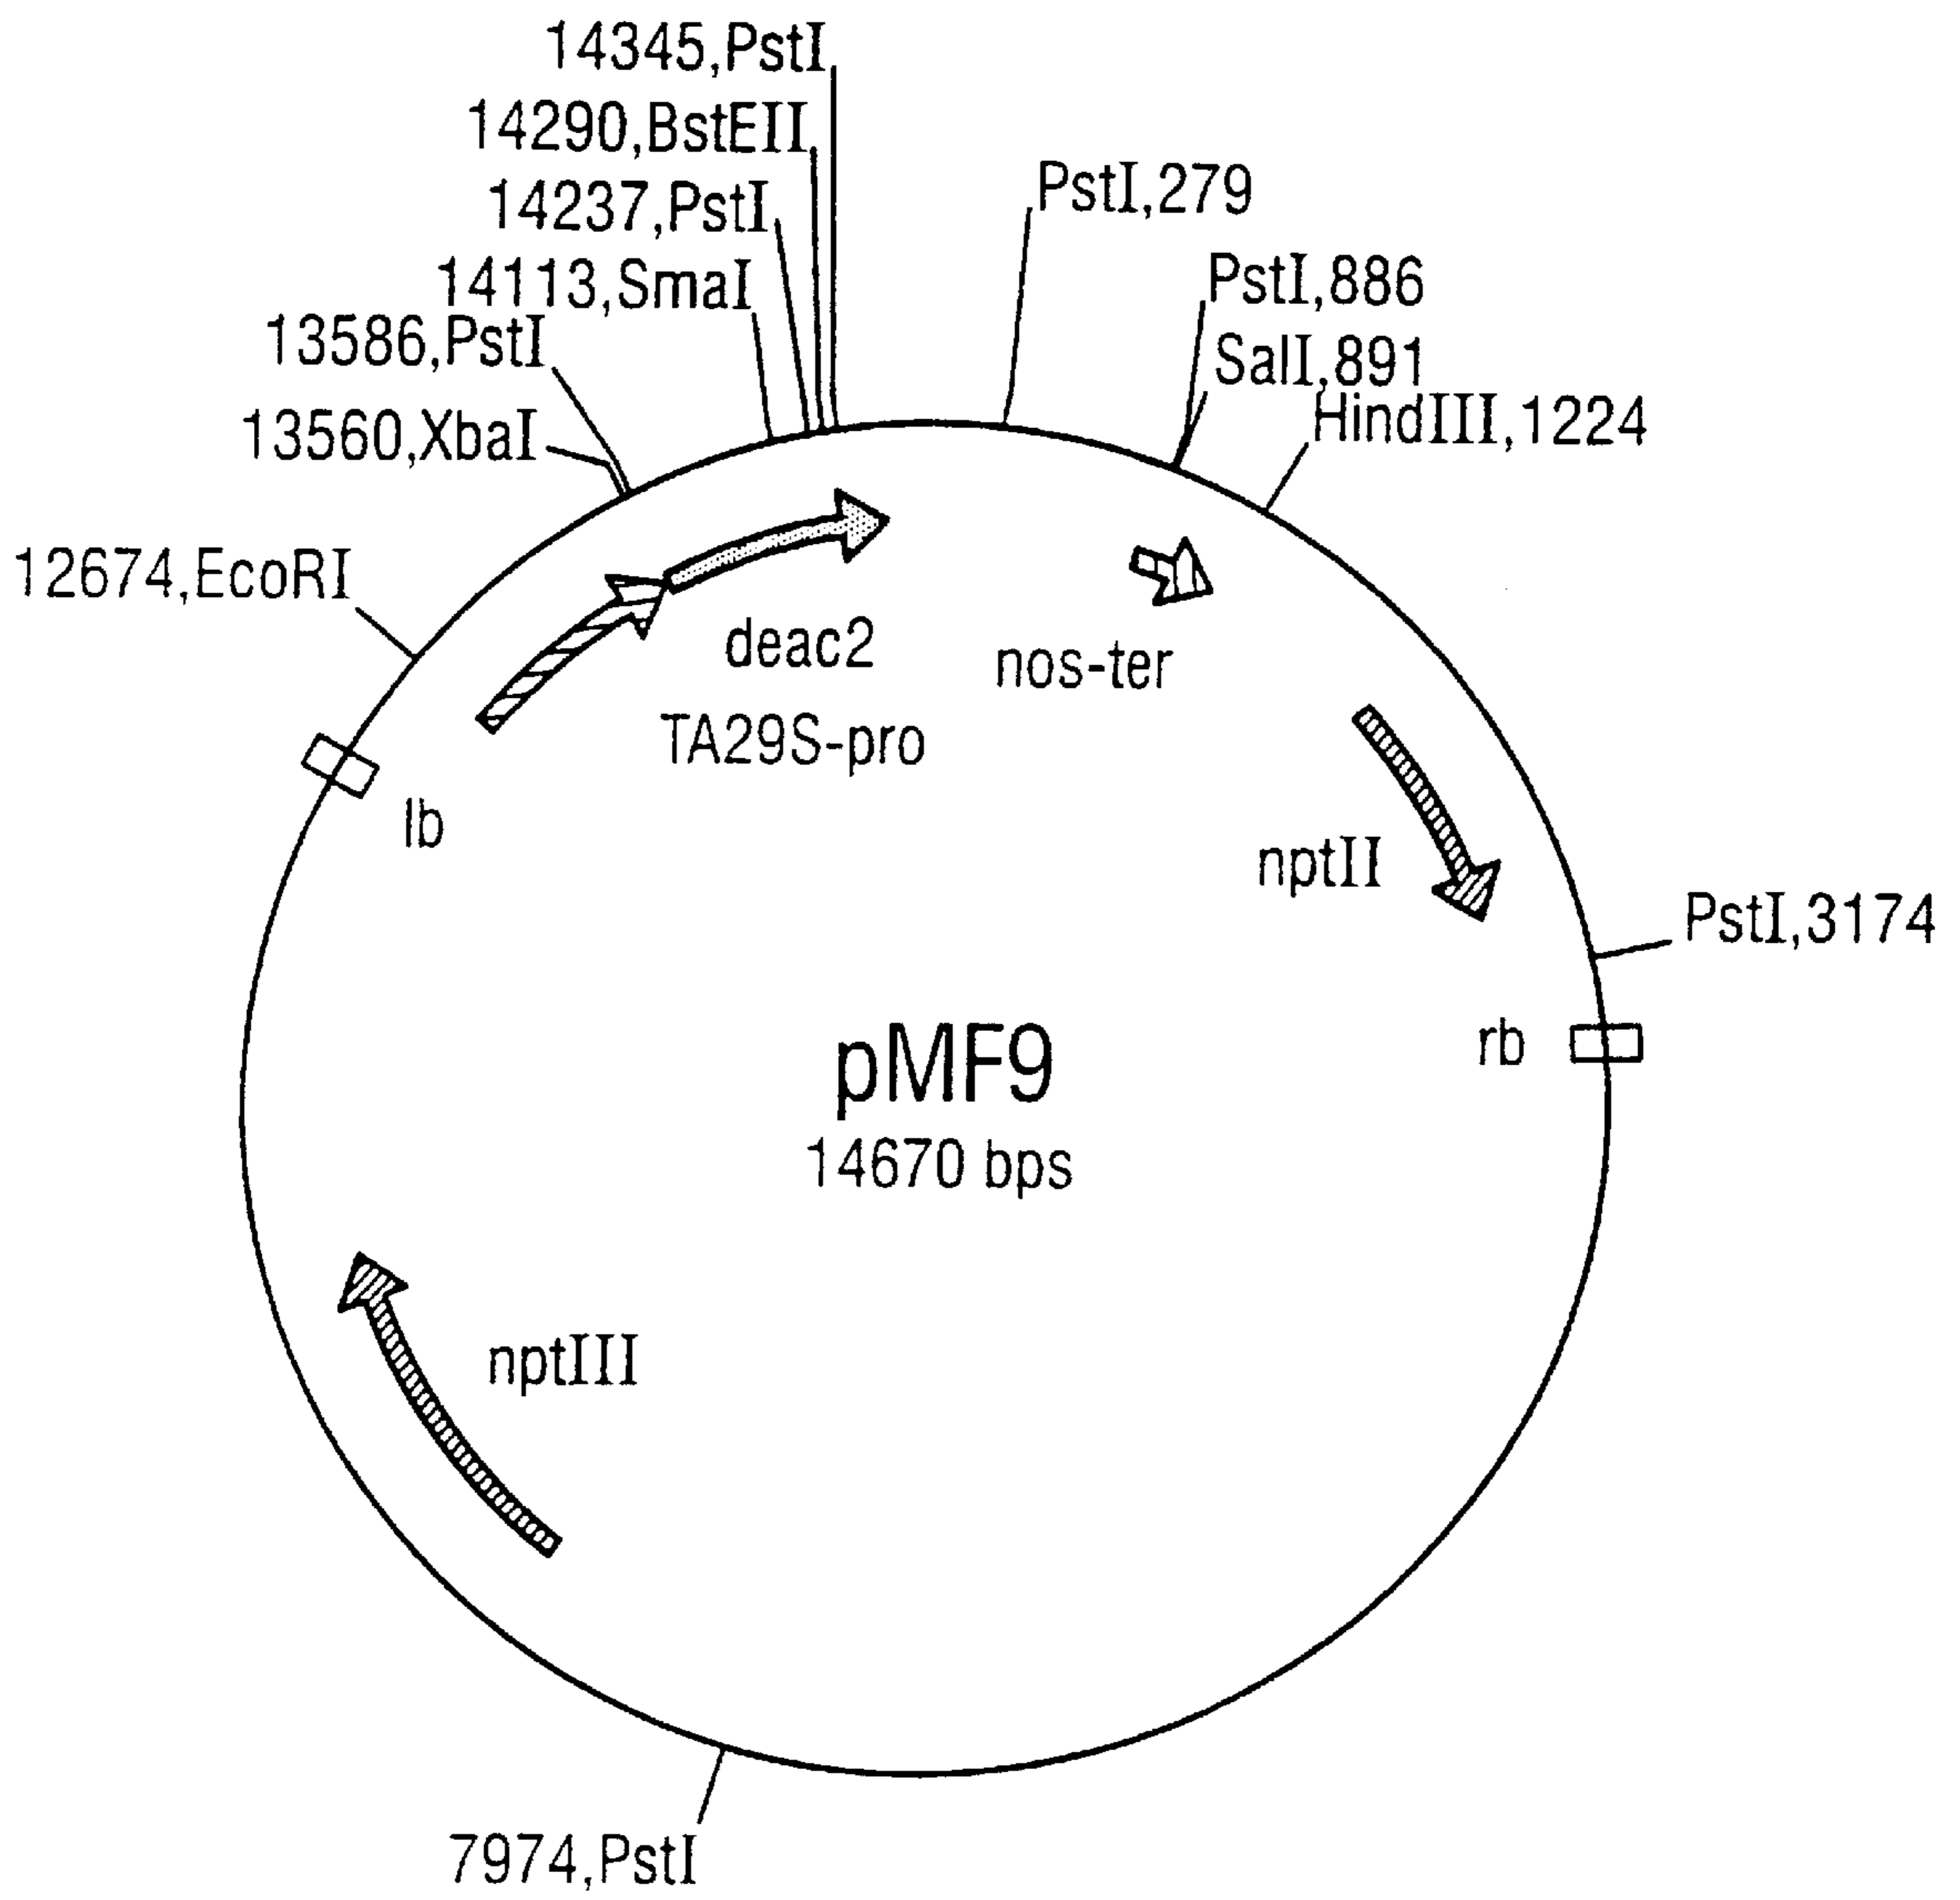 14345,PstI
14290,BstEII
14237,PstI
14113,SmaI
13586,PstI
13560,XbaI
12674,EcoRI
PstI,279
PstI,886
SalI,891
HindIII,1224
deac2
TA29S-pro
nos-ter
lb
nptII
PstI,3174
rb
pMF9
14670 bps
nptIII
7974,PstI